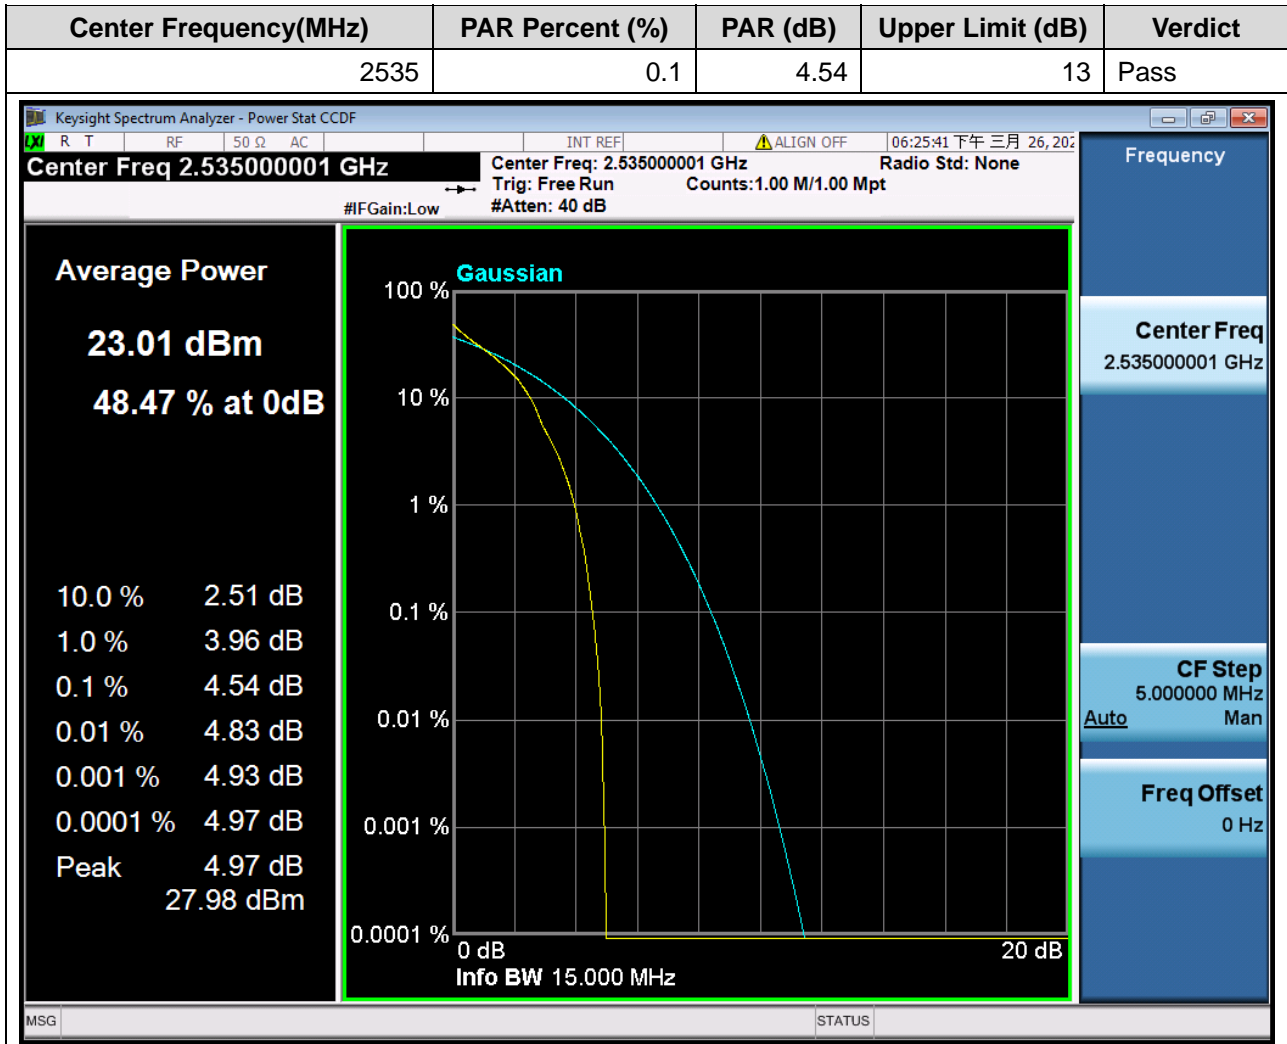 Center Frequency(MHz) PAR Percent (%) PAR (dB) Upper Limit (dB) Verdict
2535 0.1 4.54 13 Pass
Keysight Spectrum Analyzer - Power Stat CCDF
LXI R T RF 50 Ω AC INT REF ALIGN OFF 06:25:41 下午 三月 26, 202
Center Freq 2.535000001 GHz
Center Freq: 2.535000001 GHz Radio Std: None
Trig: Free Run Counts:1.00 M/1.00 Mpt
#IFGain:Low #Atten: 40 dB
Average Power
23.01 dBm
48.47 % at 0dB
10.0 % 2.51 dB
1.0 % 3.96 dB
0.1 % 4.54 dB
0.01 % 4.83 dB
0.001 % 4.93 dB
0.0001 % 4.97 dB
Peak 4.97 dB
27.98 dBm
Gaussian
100 %
10 %
1 %
0.1 %
0.01 %
0.001 %
0.0001 %
0 dB 20 dB
Info BW 15.000 MHz
Frequency
Center Freq
2.535000001 GHz
CF Step
5.000000 MHz
Auto Man
Freq Offset
0 Hz
MSG STATUS